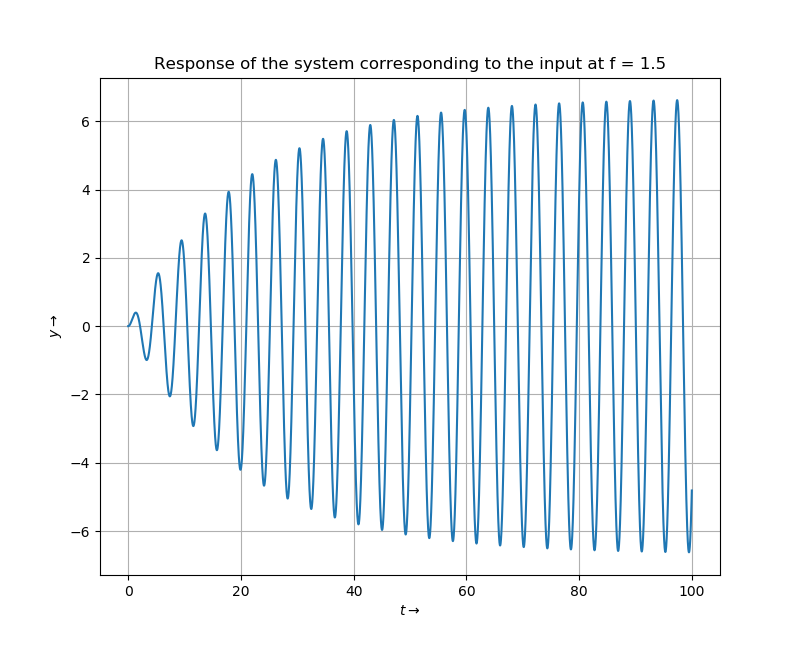 Response of the system corresponding to the input at f = 1.5
6
4
2
0
−2
−4
−6
y→
0 20 40 60 80 100
t→